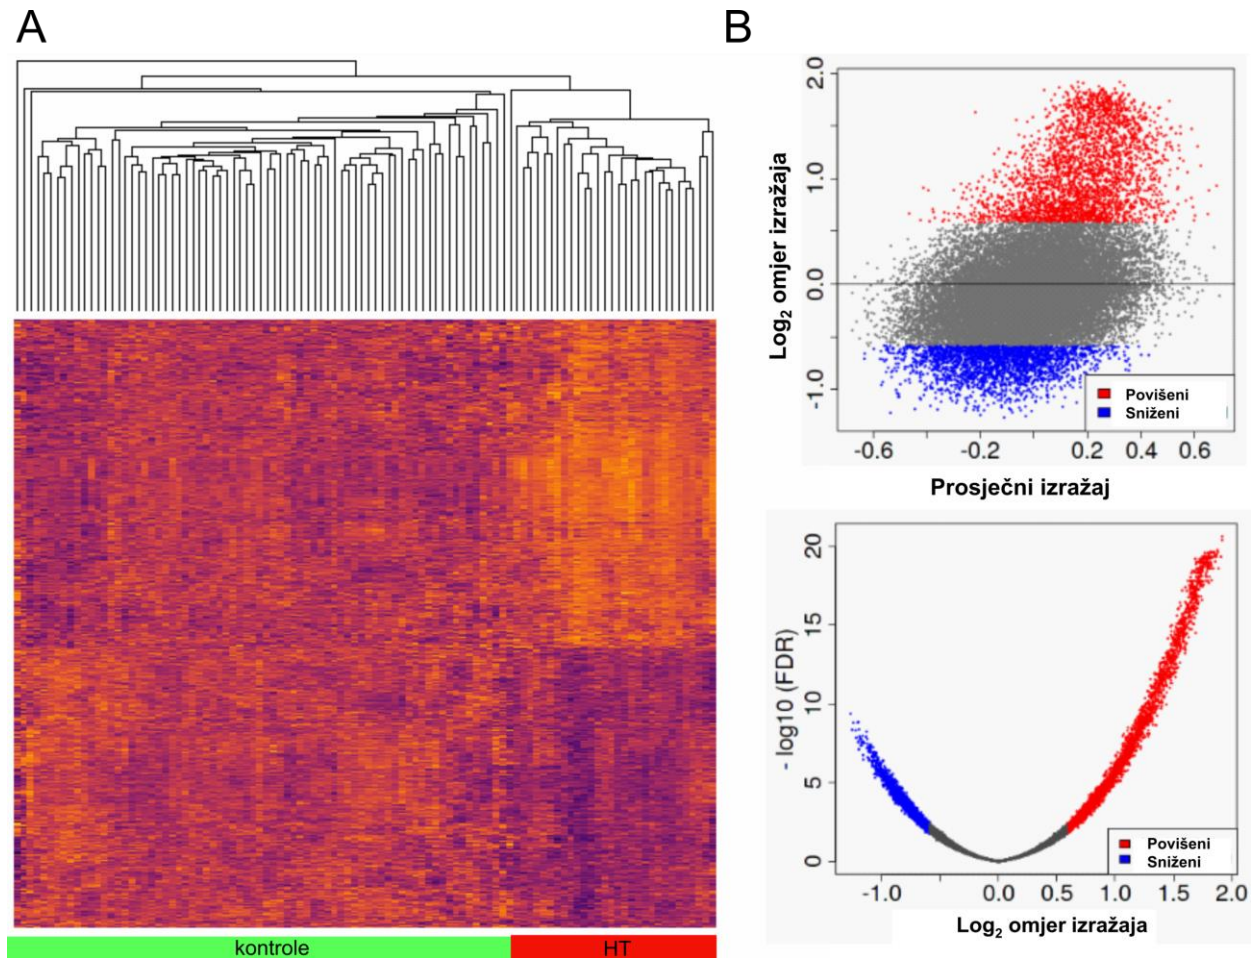 A
B
2.0
1.0
0.0
-1.0
Log2 omjer izražaja
Povišeni
Sniženi
-0.6
-0.2
0.2
0.4
0.6
Prosječni izražaj
20
15
10
5
0
- log10 (FDR)
Povišeni
Sniženi
-1.0
0.0
0.5
1.0
1.5
2.0
Log2 omjer izražaja
kontrole
HT